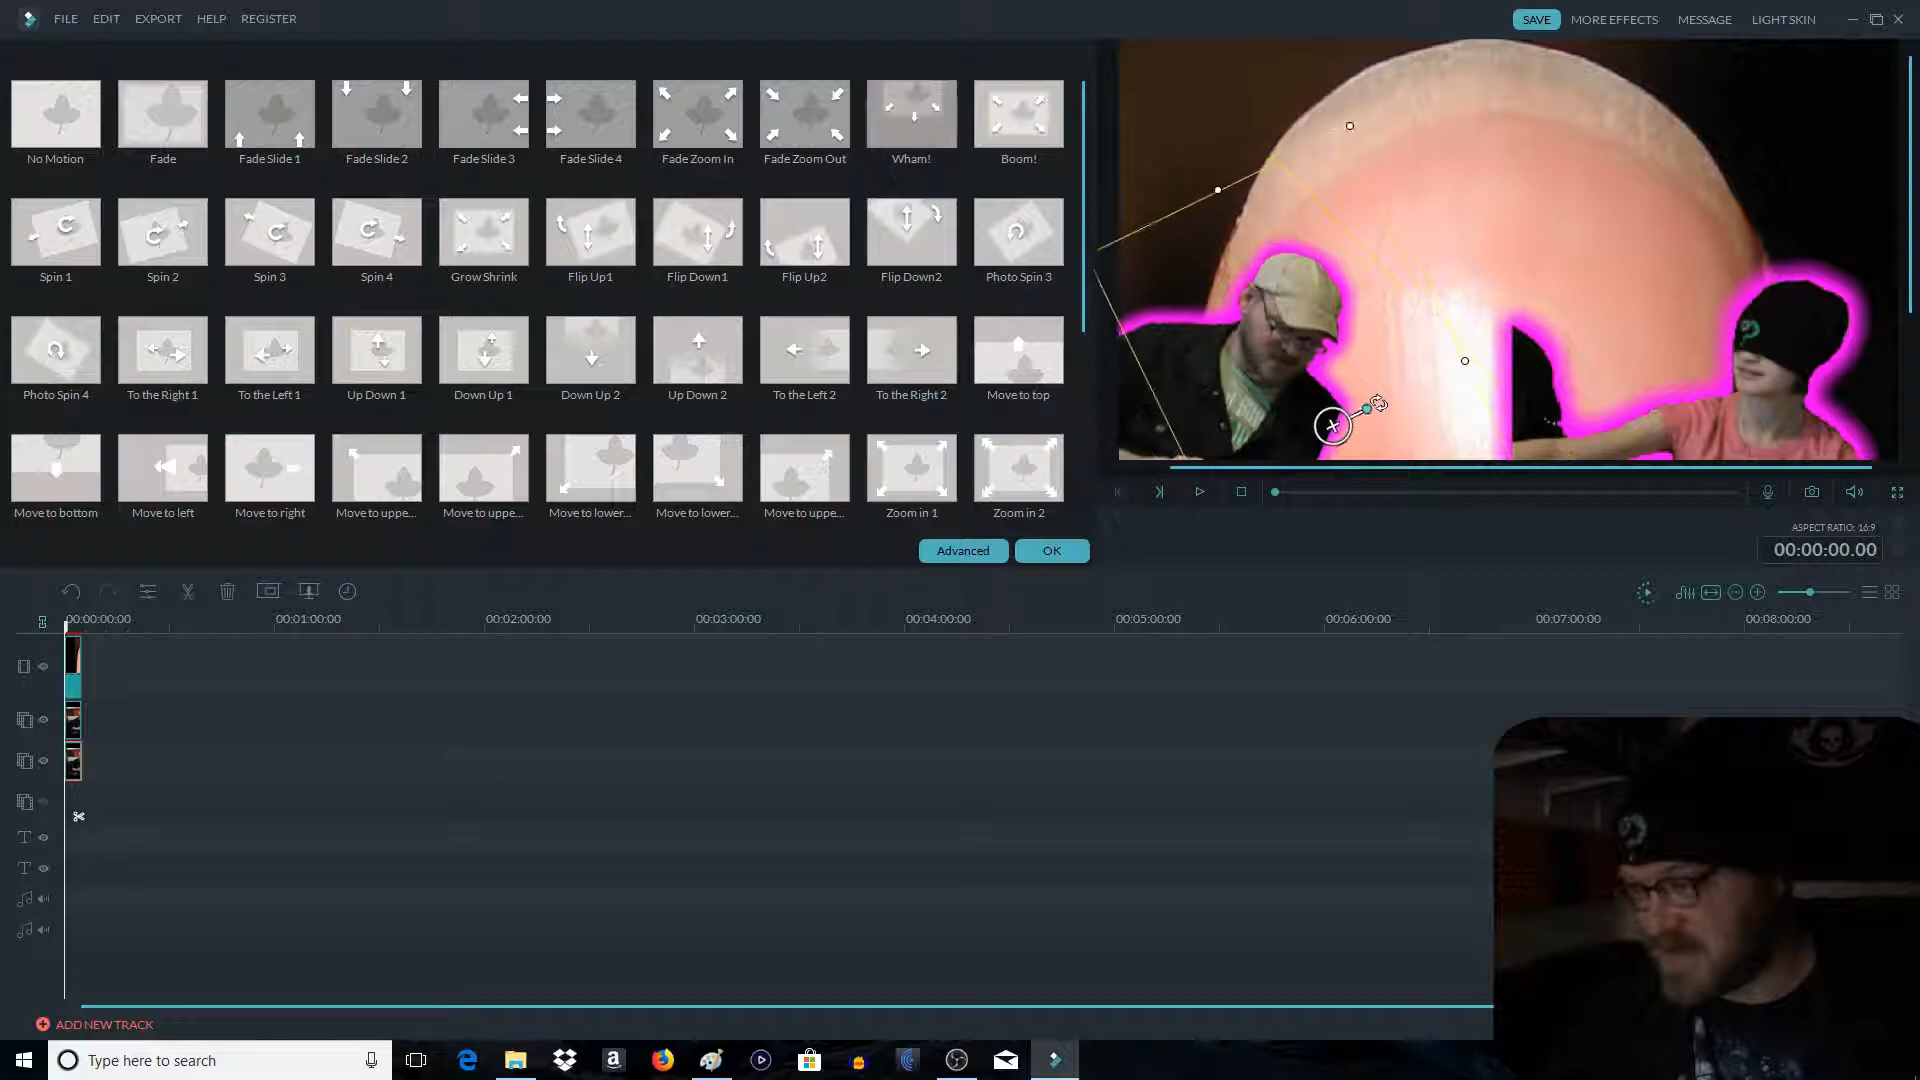 FILE EDIT EXPORT HELP REGISTER SAVE MORE EFFECTS MESSAGE LIGHT SKIN
No Motion Fade Fade Slide 1 Fade Slide 2 Fade Slide 3 Fade Slide 4 Fade Zoom In Fade Zoom Out Wham! Boom!
Spin 1 Spin 2 Spin 3 Spin 4 Grow Shrink Flip Up1 Flip Down1 Flip Up2 Flip Down2 Photo Spin 3
Photo Spin 4 To the Right 1 To the Left 1 Up Down 1 Down Up 1 Down Up 2 Up Down 2 To the Left 2 To the Right 2 Move to top
Move to bottom Move to left Move to right Move to uppe... Move to uppe... Move to lower... Move to lower... Move to uppe... Zoom in 1 Zoom in 2
ASPECT RATIO: 16:9
Advanced OK 00:00:00.00
00:00:00:00 00:01:00:00 00:02:00:00 00:03:00:00 00:04:00:00 00:05:00:00 00:06:00:00 00:07:00:00 00:08:00:00
ADD NEW TRACK
Type here to search